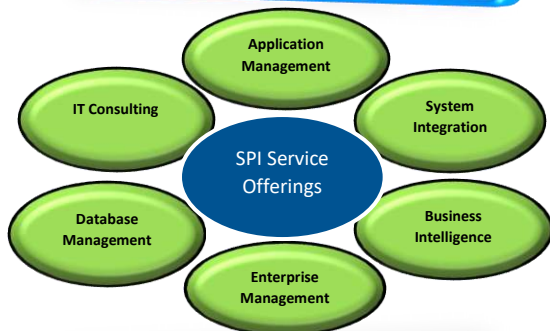 Application
Management
IT Consulting
System
Integration
SPI Service
Offerings
Database
Management
Business
Intelligence
Enterprise
Management